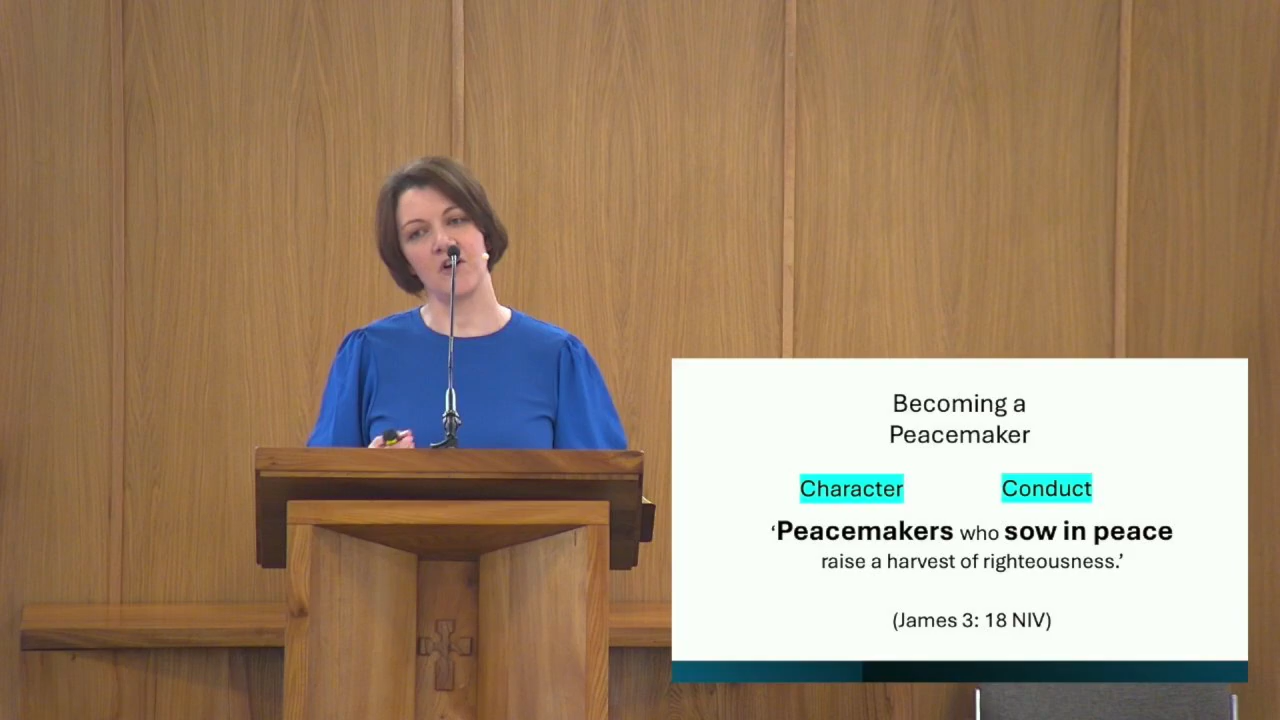 Becoming a
Peacemaker
Character Conduct
‘Peacemakers who sow in peace
raise a harvest of righteousness.’
(James 3: 18 NIV)